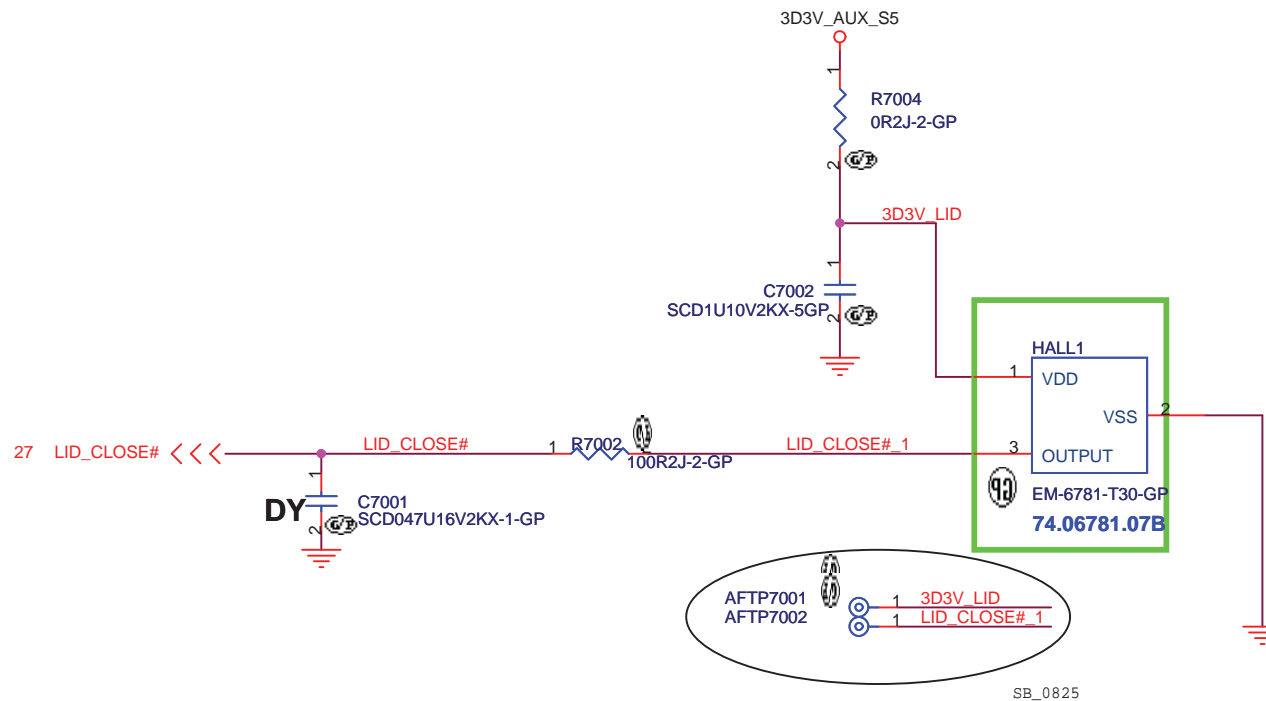 3D3V_AUX_S5
1
R7004
0R2J-2-GP
2
G/P
3D3V_LID
1
C7002
SCD1U10V2KX-5GP
2
G/P
HALL1
1
VDD
VSS
2
27 LID_CLOSE#
LID_CLOSE#
1
R7002
100R2J-2-GP
LID_CLOSE#_1
3
OUTPUT
GP
EM-6781-T30-GP
74.06781.07B
1
DY
C7001
SCD047U16V2KX-1-GP
2
G/P
AFTP7001
1
3D3V_LID
AFTP7002
1
LID_CLOSE#_1
SB_0825